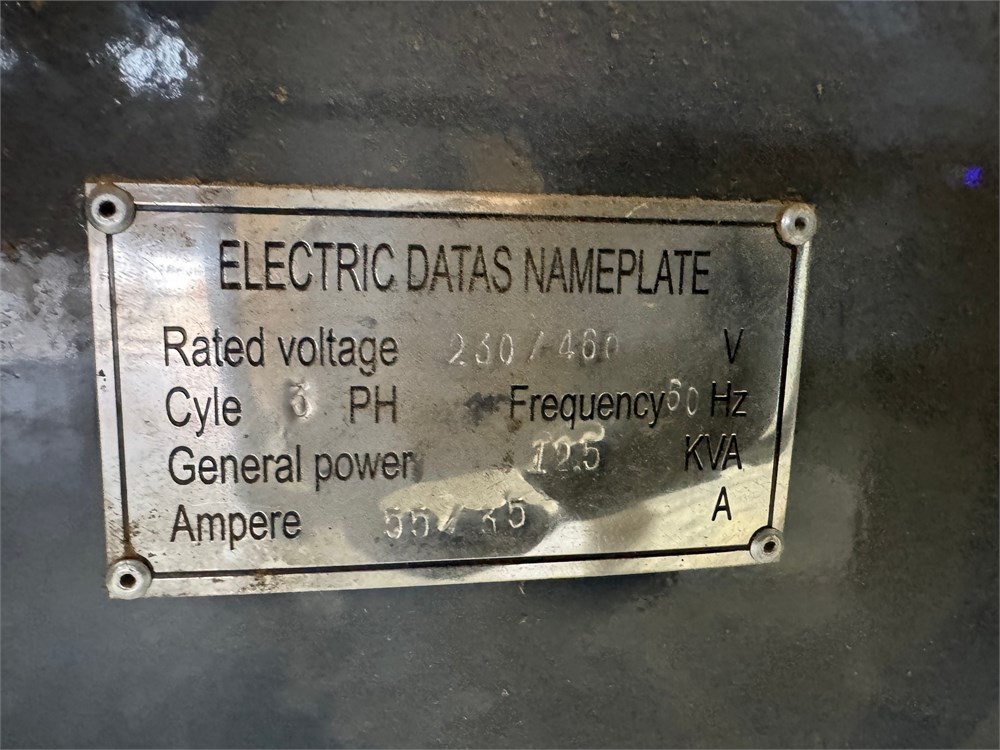 ELECTRIC DATAS NAMEPLATE
Rated voltage 230/460 V
Cyle 3 PH Frequency 60 Hz
General power 12.5 KVA
Ampere 55/35 A